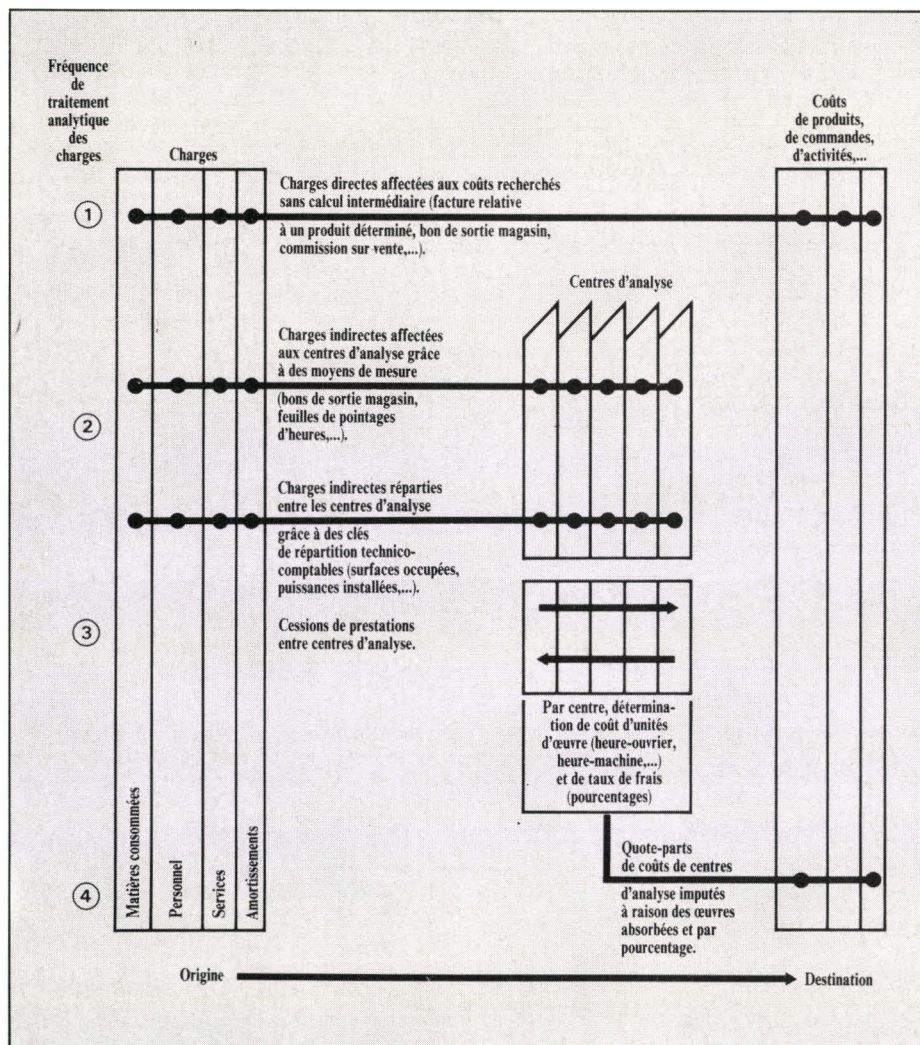 Fréquence
de
traitement
analytique
des
charges
Charges
Coûts
de produits,
de commandes,
d'activités,...
1
Charges directes affectées aux coûts recherchés
sans calcul intermédiaire (facture relative
à un produit déterminé, bon de sortie magasin,
commission sur vente,...).
Centres d'analyse
2
Charges indirectes affectées
aux centres d'analyse grâce
à des moyens de mesure
(bons de sortie magasin,
feuilles de pointages
d'heures,...).
Charges indirectes réparties
entre les centres d'analyse
grâce à des clés
de répartition technico-
comptables (surfaces occupées,
puissances installées,...).
3
Cessions de prestations
entre centres d'analyse.
Par centre, détermina-
tion de coût d'unités
d'œuvre (heure-ouvrier,
heure-machine,...)
et de taux de frais
(pourcentages)
4
Matières consommées
Personnel
Services
Amortissements
Quote-parts
de coûts de centres
d'analyse imputés
à raison des œuvres
absorbées et par
pourcentage.
Origine
Destination